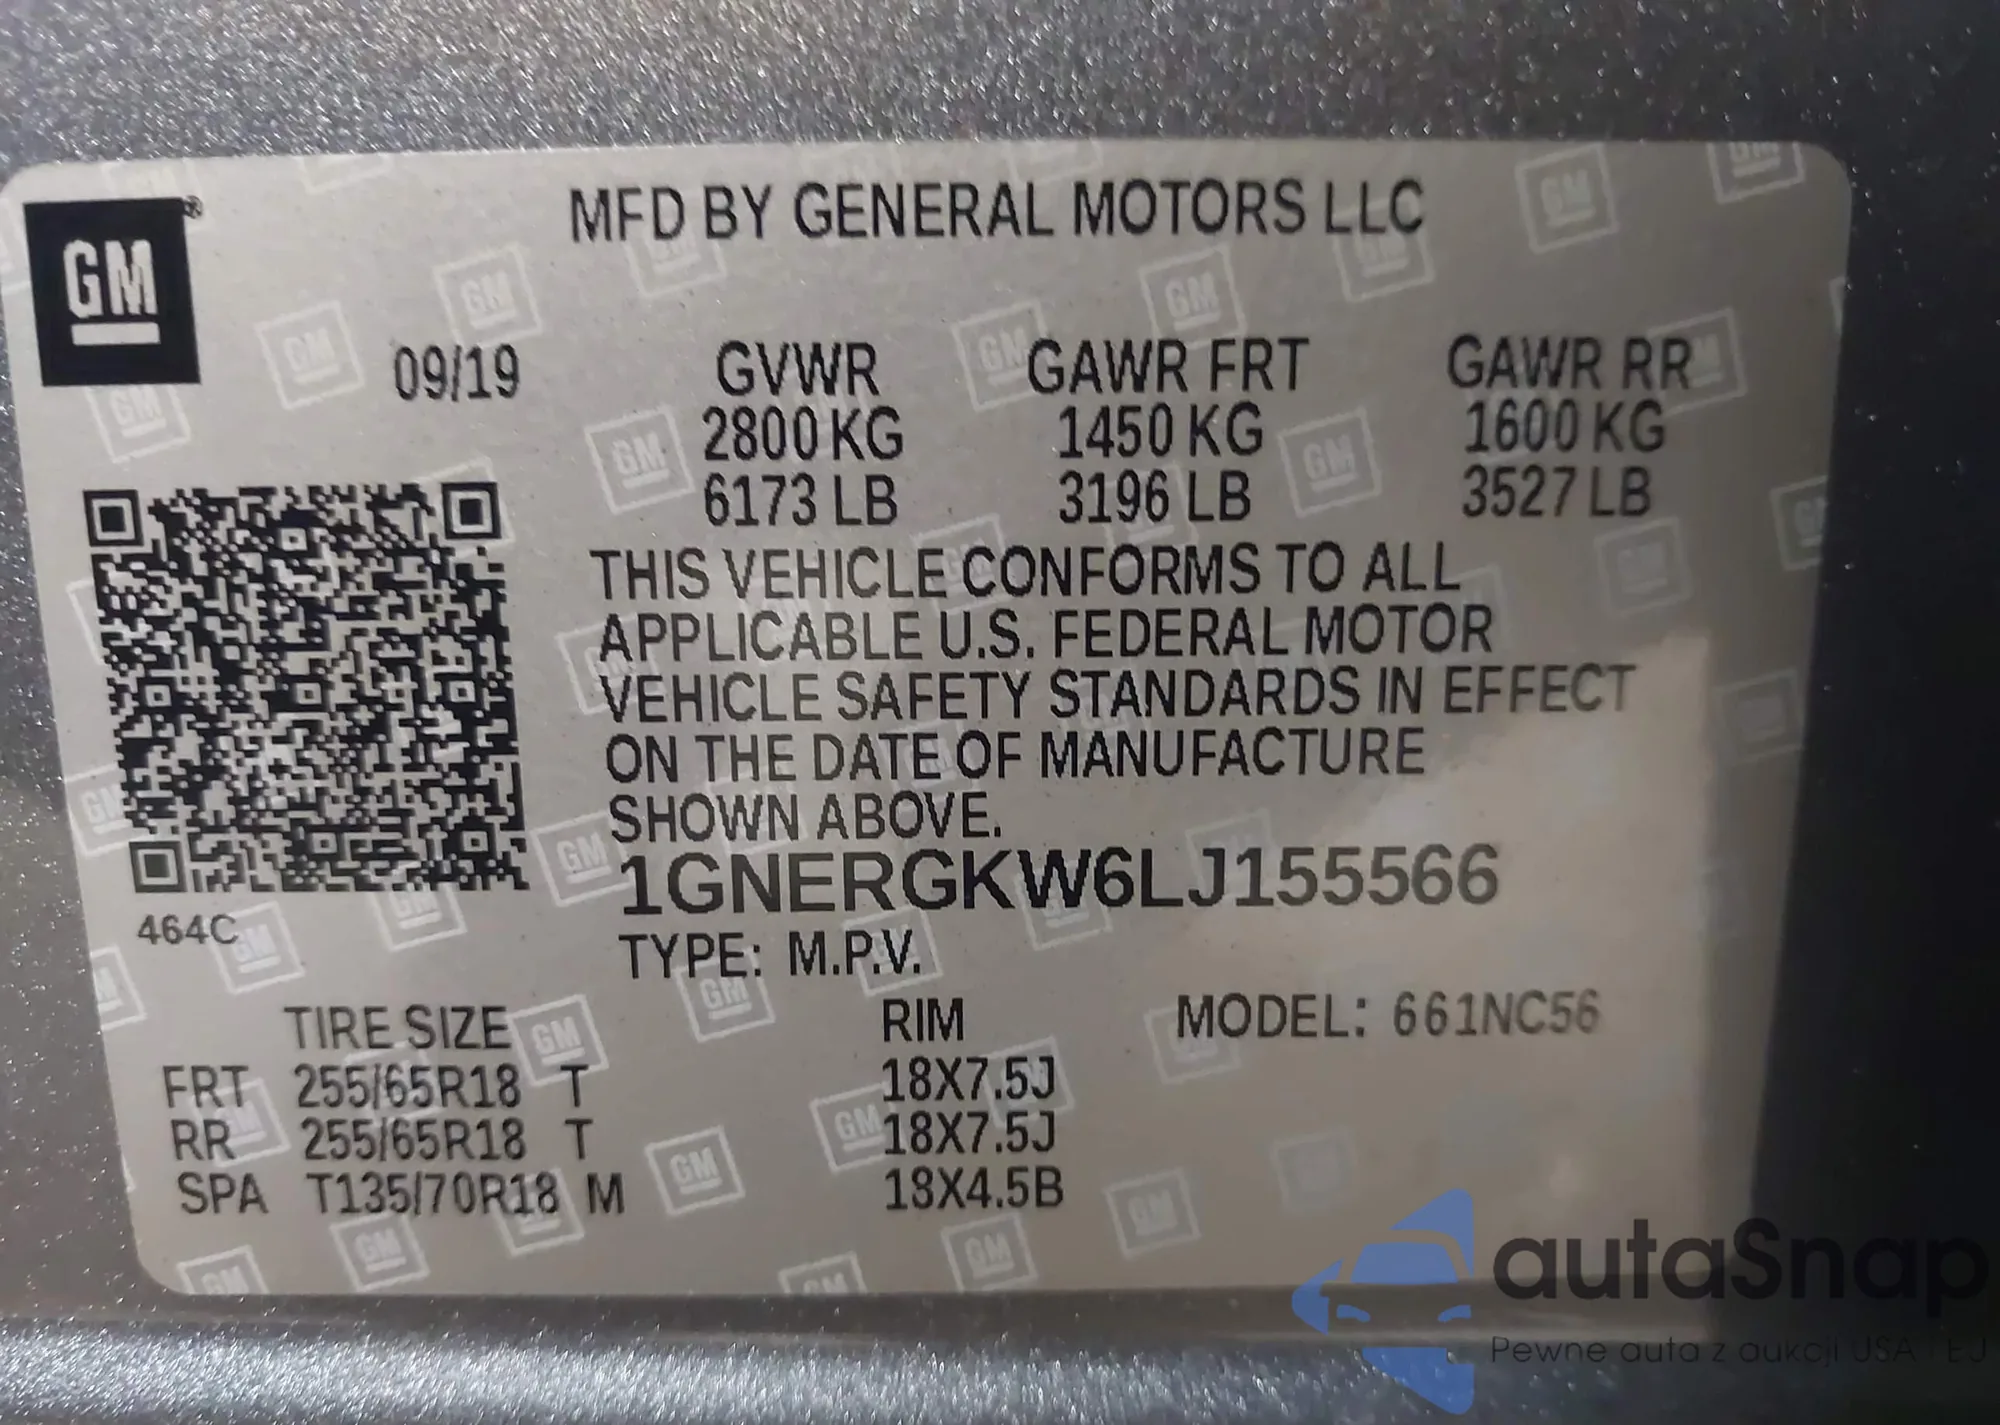 GM®
MFD BY GENERAL MOTORS LLC
09/19 GVWR GAWR FRT GAWR RR
2800 KG 1450 KG 1600 KG
6173 LB 3196 LB 3527 LB
THIS VEHICLE CONFORMS TO ALL
APPLICABLE U.S. FEDERAL MOTOR
VEHICLE SAFETY STANDARDS IN EFFECT
ON THE DATE OF MANUFACTURE
SHOWN ABOVE.
1GNERGKW6LJ155566
464C
TYPE: M.P.V.
TIRE SIZE RIM MODEL: 661NC56
FRT 255/65R18 T 18X7.5J
RR 255/65R18 T 18X7.5J
SPA T135/70R18 M 18X4.5B
autaSnap
Pewne auta z aukcji USA